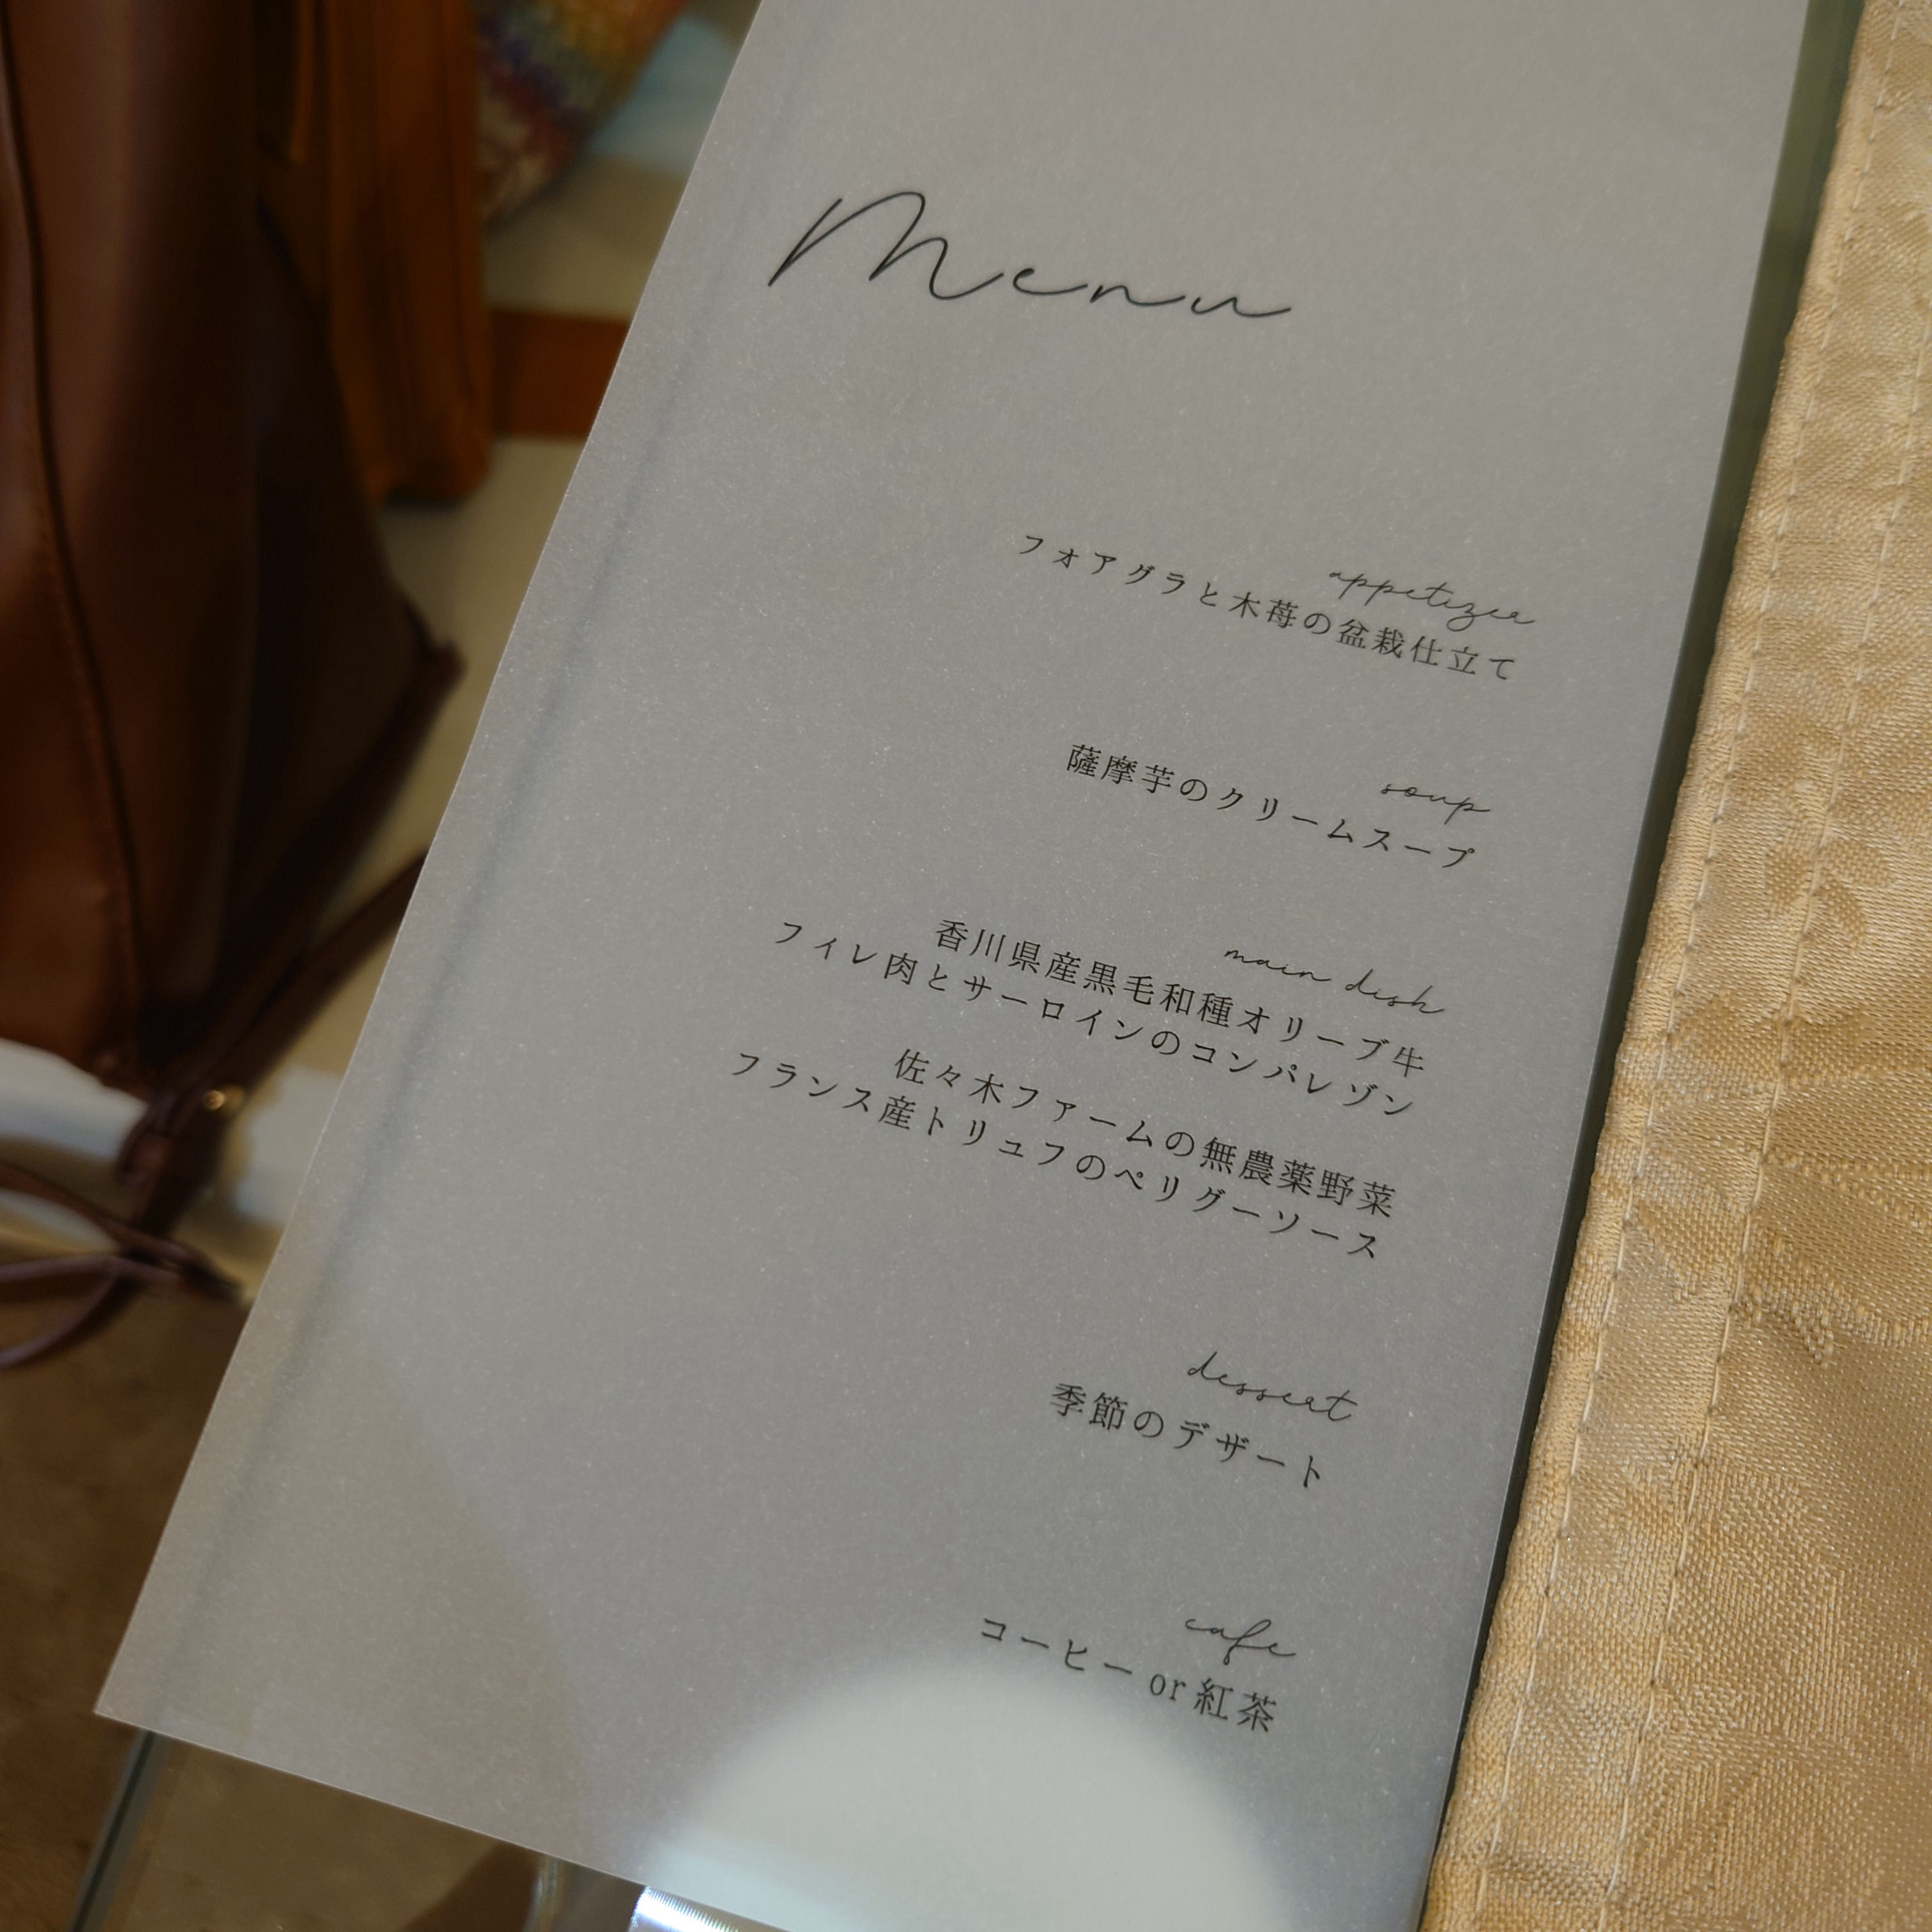 Menu
appetizer
フォアグラと木苺の盆栽仕立て
soup
薩摩芋のクリームスープ
main dish
香川県産黒毛和種オリーブ牛
フィレ肉とサーロインのコンパレゾン
佐々木ファームの無農薬野菜
フランス産トリュフのペリグーソース
dessert
季節のデザート
cafe
コーヒー or 紅茶